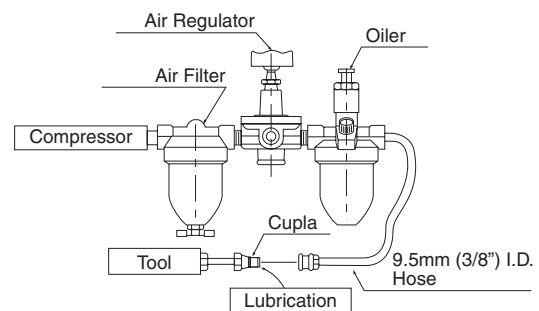 Air Regulator
Oiler
Air Filter
Compressor
Cupla
Tool
9.5mm (3/8”) I.D.
Hose
Lubrication